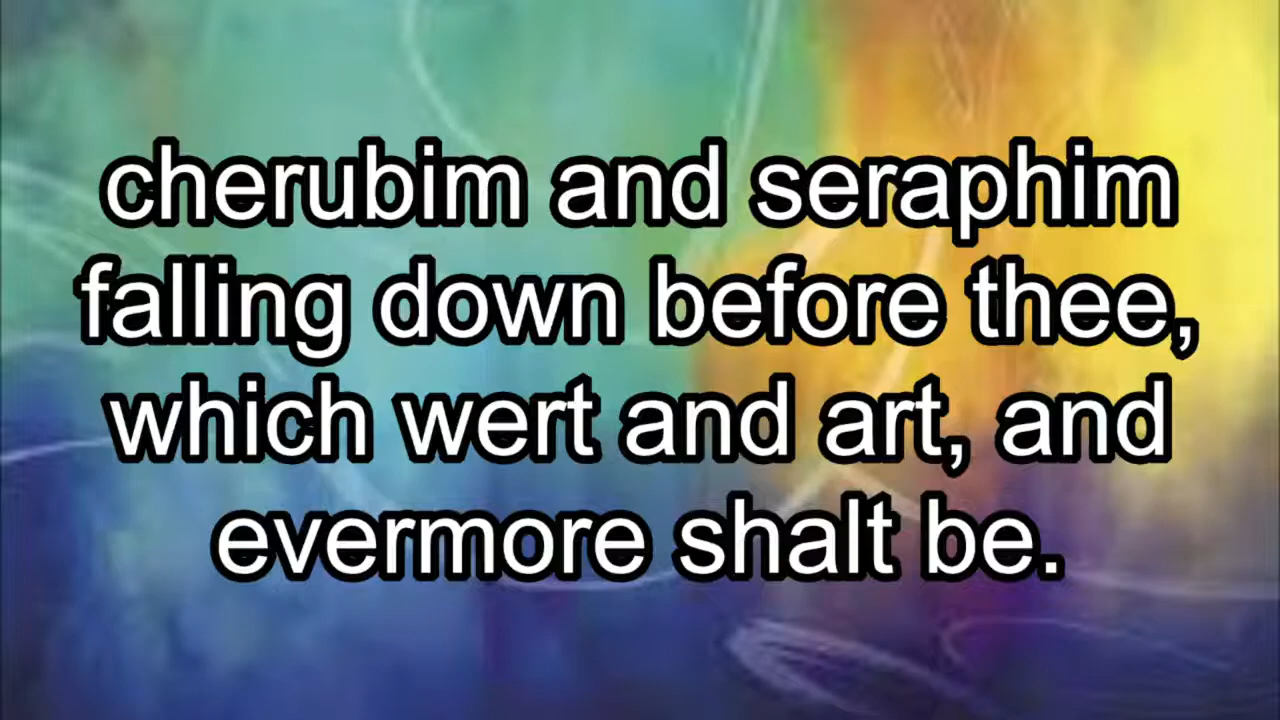 cherubim and seraphim
falling down before thee,
which wert and art, and
evermore shalt be.